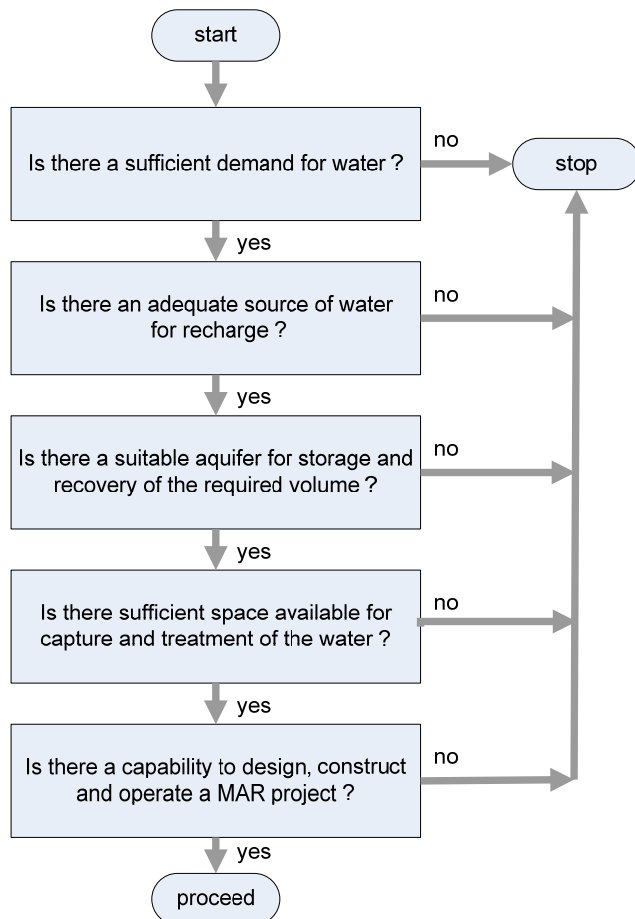 start
Is there a sufficient demand for water ?
no
stop
yes
Is there an adequate source of water
for recharge ?
no
yes
Is there a suitable aquifer for storage and
recovery of the required volume ?
no
yes
Is there sufficient space available for
capture and treatment of the water ?
no
yes
Is there a capability to design, construct
and operate a MAR project ?
no
yes
proceed